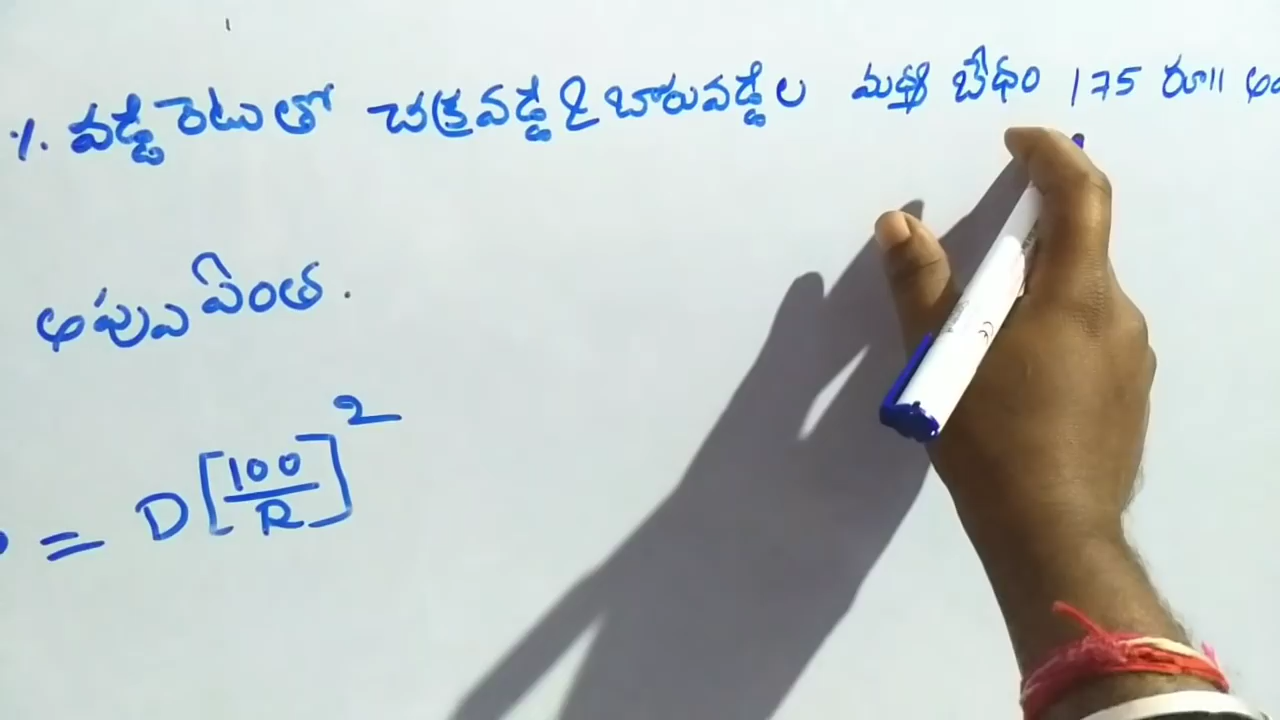 %. వడ్డీ రేటు తో చక్రవడ్డీ & బారువడ్డీల మధ్య బేధం 175 రూ॥
అప్పు ఏంత.
= D[100/R]²